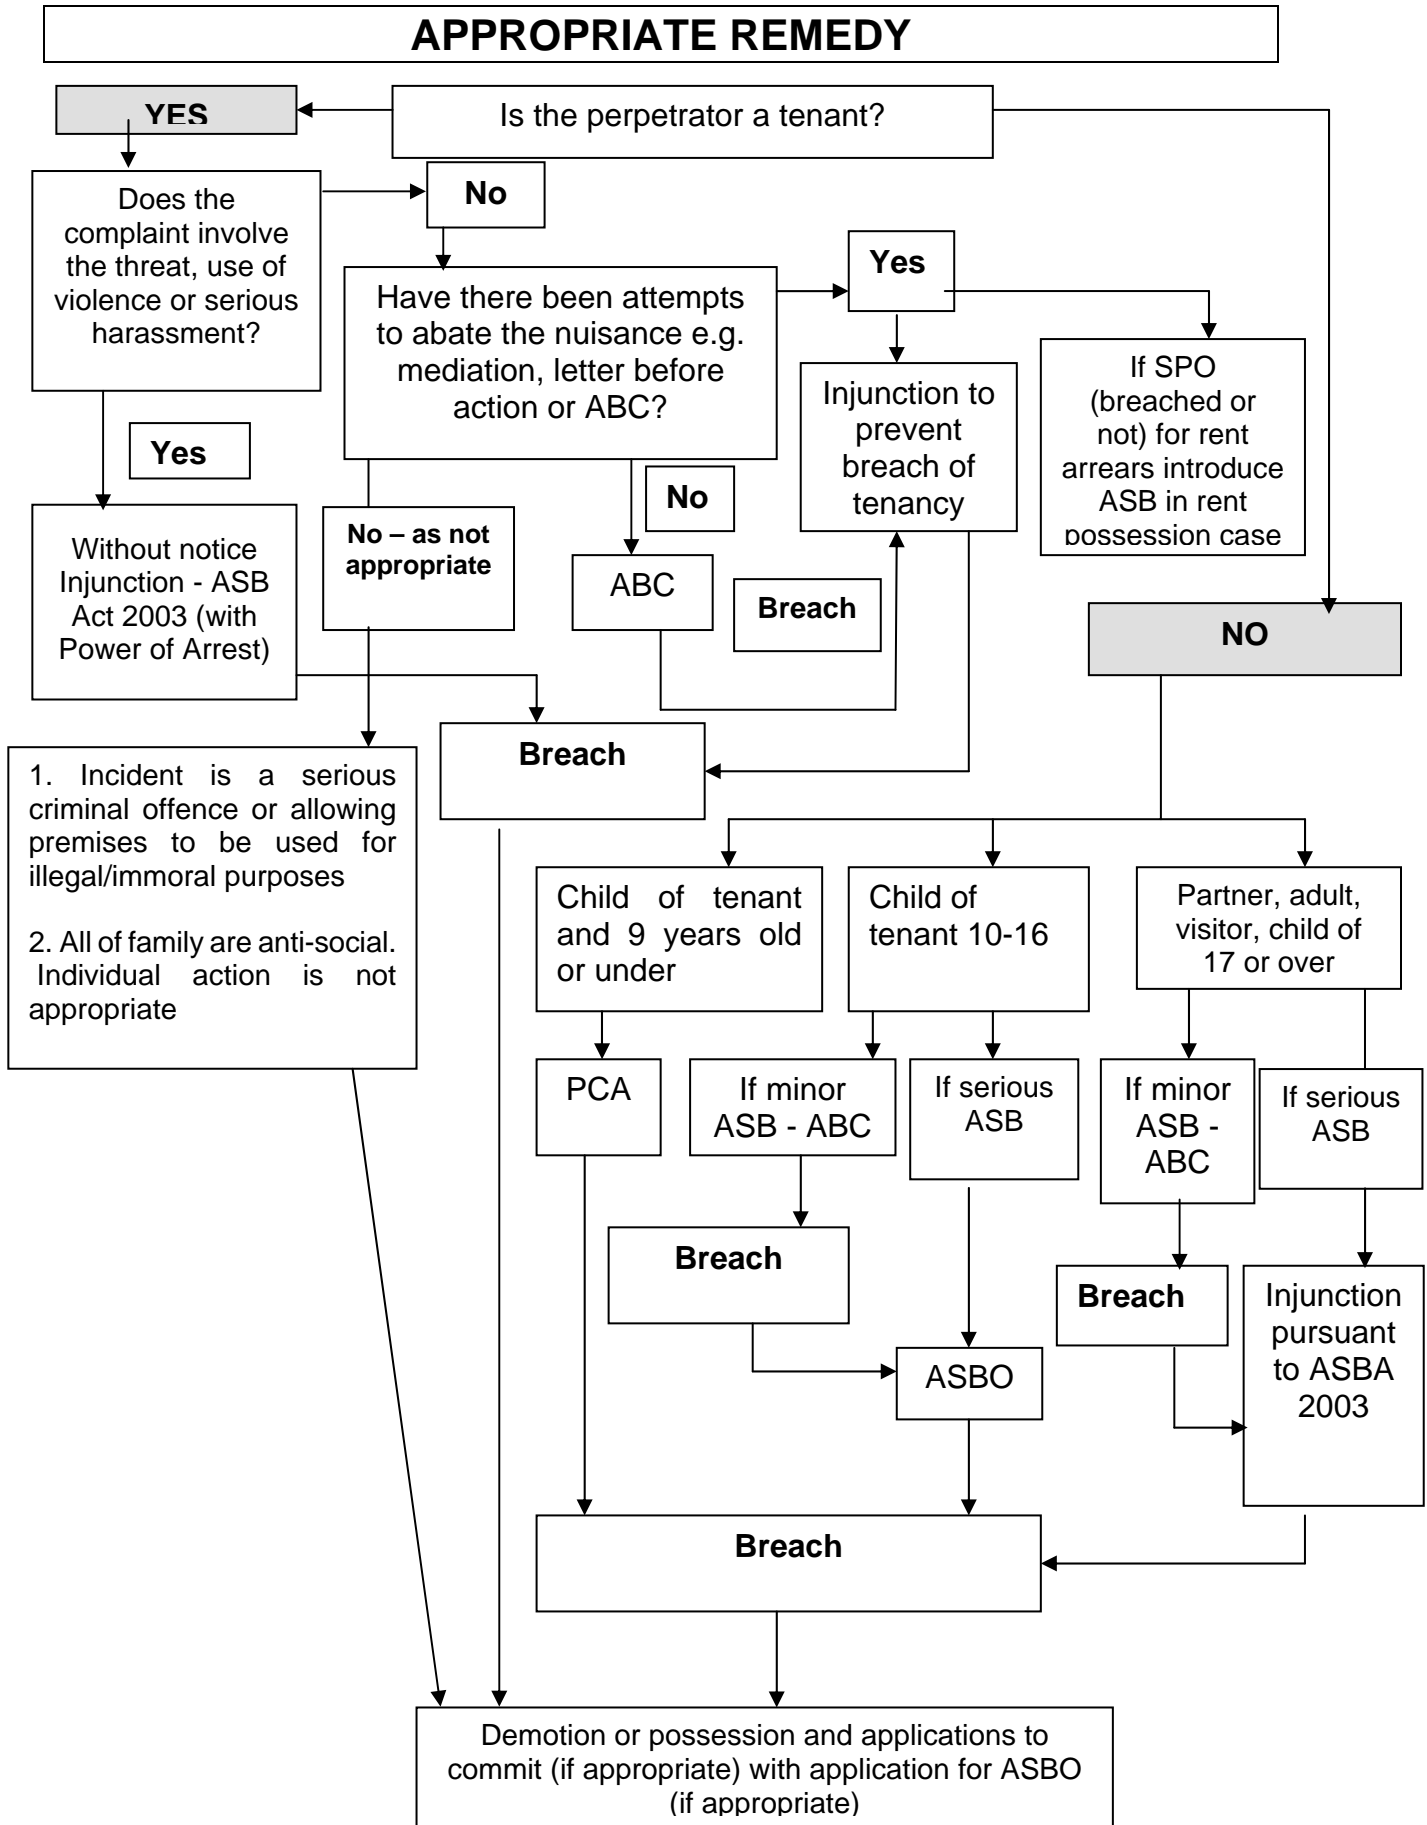 APPROPRIATE REMEDY
YES
Is the perpetrator a tenant?
Does the
complaint involve
the threat, use of
violence or serious
harassment?
No
Have there been attempts
to abate the nuisance e.g.
mediation, letter before
action or ABC?
Yes
Injunction to
prevent
breach of
tenancy
If SPO
(breached or
not) for rent
arrears introduce
ASB in rent
possession case
Yes
No
No – as not
appropriate
Without notice
Injunction - ASB
Act 2003 (with
Power of Arrest)
ABC
Breach
NO
Breach
1. Incident is a serious
criminal offence or allowing
premises to be used for
illegal/immoral purposes
2. All of family are anti-social.
Individual action is not
appropriate
Child of tenant
and 9 years old
or under
Child of
tenant 10-16
Partner, adult,
visitor, child of
17 or over
PCA
If minor
ASB - ABC
If serious
ASB
If minor
ASB -
ABC
If serious
ASB
Breach
Breach
Injunction
pursuant
to ASBA
2003
ASBO
Breach
Demotion or possession and applications to
commit (if appropriate) with application for ASBO
(if appropriate)